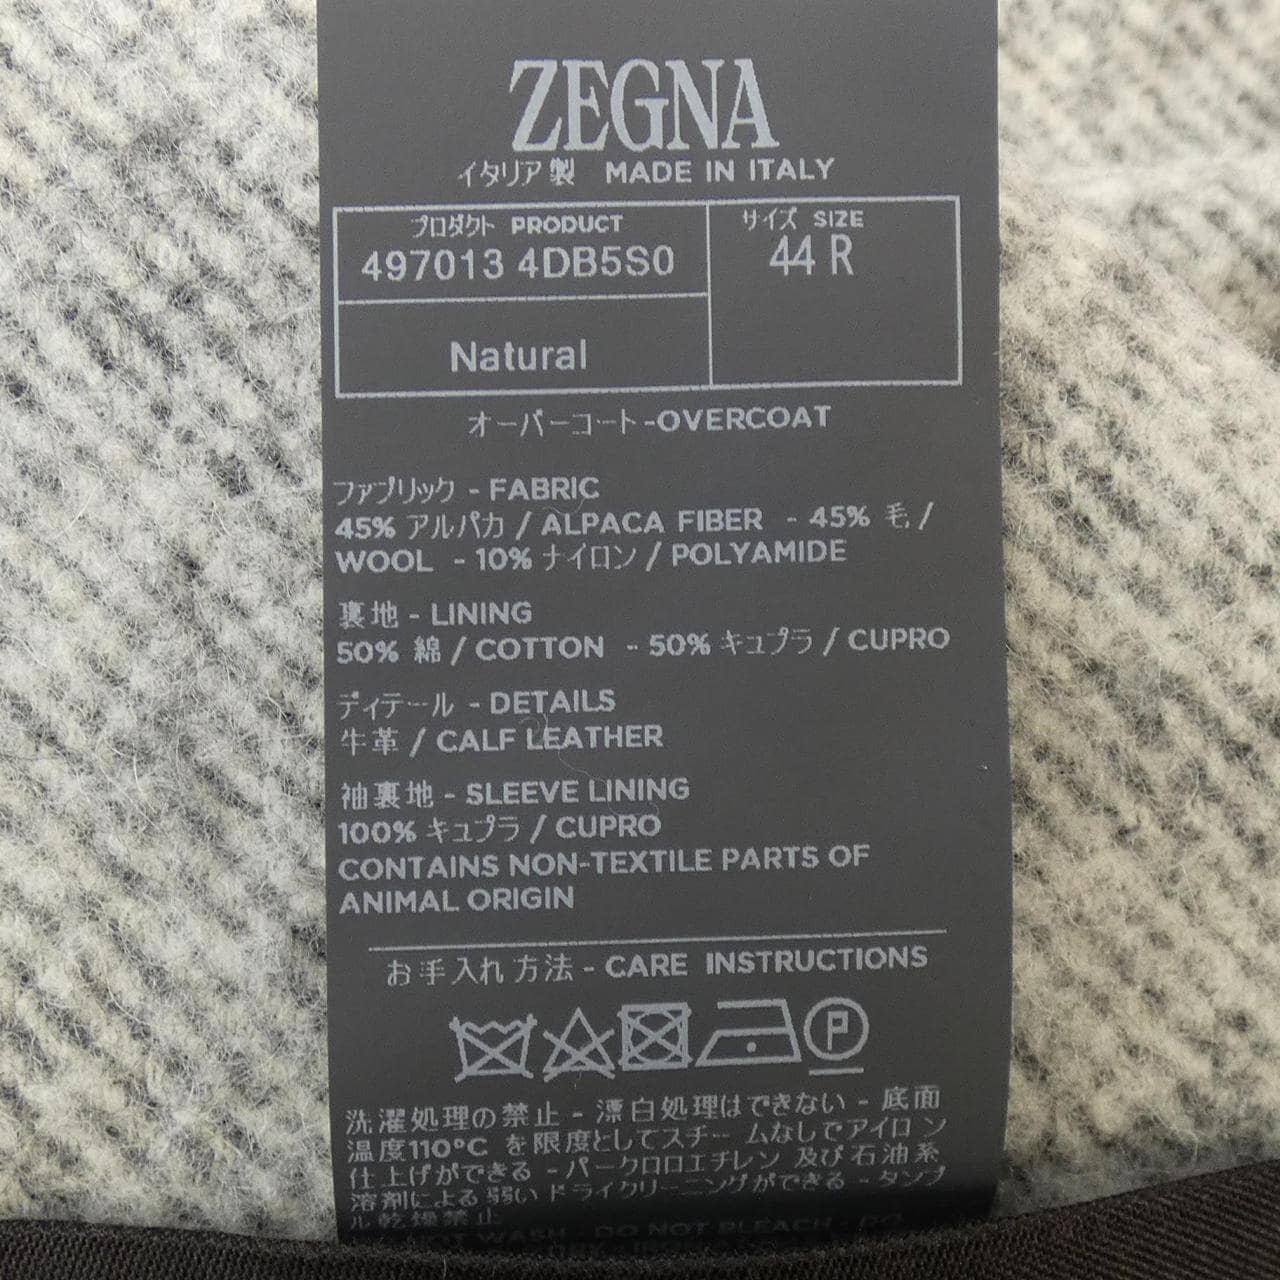 ZEGNA
イタリア製 MADE IN ITALY
プロダクト PRODUCT
497013 4DB5S0
サイズ SIZE
44 R
Natural
オーバーコート-OVERCOAT
ファブリック - FABRIC
45% アルパカ / ALPACA FIBER - 45% 毛 /
WOOL - 10% ナイロン / POLYAMIDE
裏地 - LINING
50% 綿 / COTTON - 50% キュプラ / CUPRO
ディテール - DETAILS
牛革 / CALF LEATHER
袖裏地 - SLEEVE LINING
100% キュプラ / CUPRO
CONTAINS NON-TEXTILE PARTS OF
ANIMAL ORIGIN
お手入れ方法 - CARE INSTRUCTIONS
P
洗濯処理の禁止 - 漂白処理はできない - 底面
温度110°C を限度としてスチームなしでアイロン
仕上げができる - パークロロエチレン 及び石油系
溶剤による弱いドライクリーニングができる - タンブ
ル乾燥禁止
WASH - DO NOT BLEACH - DO